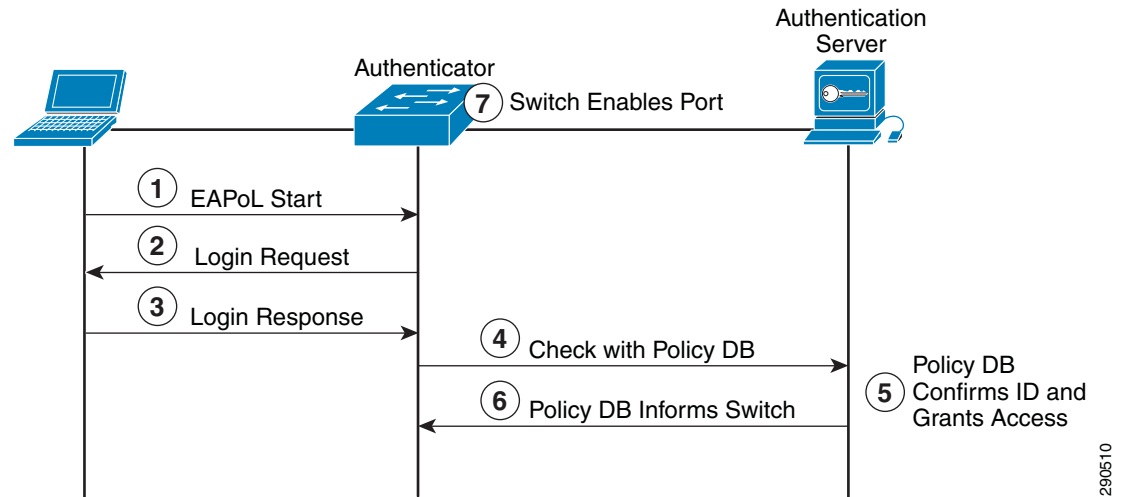 Authentication
Server
Authenticator
7 Switch Enables Port
1 EAPoL Start
2 Login Request
3 Login Response
4 Check with Policy DB
5 Policy DB
Confirms ID and
Grants Access
6 Policy DB Informs Switch
290510